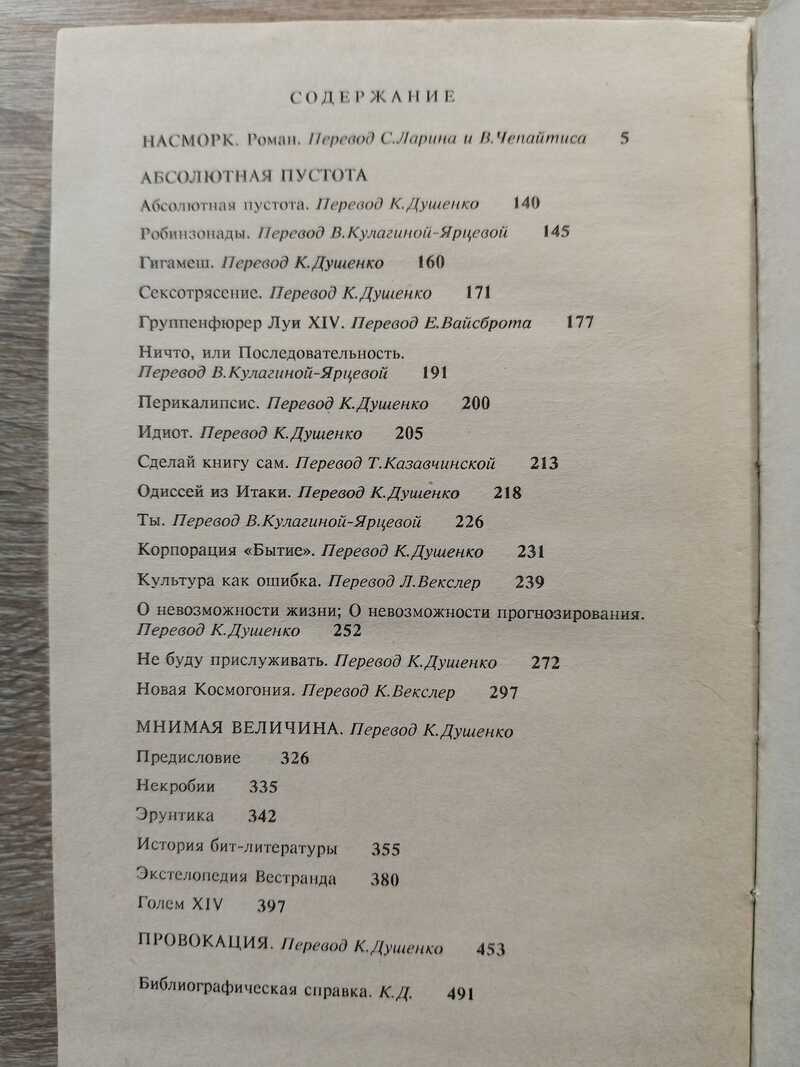 СОДЕРЖАНИЕ
НАСМОРК. Роман. Перевод С.Ларина и В.Чепайтиса 5
АБСОЛЮТНАЯ ПУСТОТА
Абсолютная пустота. Перевод К.Душенко 140
Робинзонады. Перевод В.Кулагиной-Ярцевой 145
Гигамеш. Перевод К.Душенко 160
Сексотрясение. Перевод К.Душенко 171
Группенфюрер Луи XIV. Перевод Е.Вайсброта 177
Ничто, или Последовательность.
Перевод В.Кулагиной-Ярцевой 191
Перикалипсис. Перевод К.Душенко 200
Идиот. Перевод К.Душенко 205
Сделай книгу сам. Перевод Т.Казавчинской 213
Одиссей из Итаки. Перевод К.Душенко 218
Ты. Перевод В.Кулагиной-Ярцевой 226
Корпорация «Бытие». Перевод К.Душенко 231
Культура как ошибка. Перевод Л.Векслер 239
О невозможности жизни; О невозможности прогнозирования.
Перевод К.Душенко 252
Не буду прислуживать. Перевод К.Душенко 272
Новая Космогония. Перевод К.Векслер 297
МНИМАЯ ВЕЛИЧИНА. Перевод К.Душенко
Предисловие 326
Некробии 335
Эрунтика 342
История бит-литературы 355
Экстелопедия Вестранда 380
Голем XIV 397
ПРОВОКАЦИЯ. Перевод К.Душенко 453
Библиографическая справка. К.Д. 491